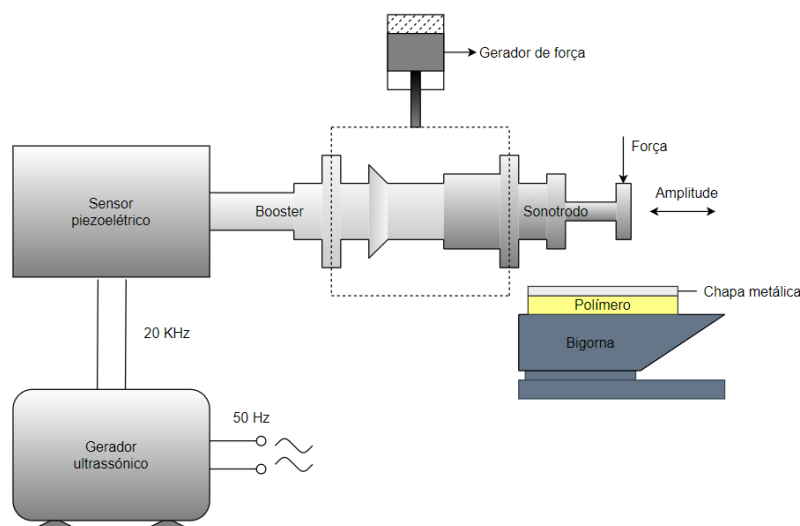 Gerador de força
Força
Sensor
piezoelétrico
Booster
Sonotrodo
Amplitude
Chapa metálica
Polímero
Bigorna
20 KHz
50 Hz
Gerador
ultrassónico